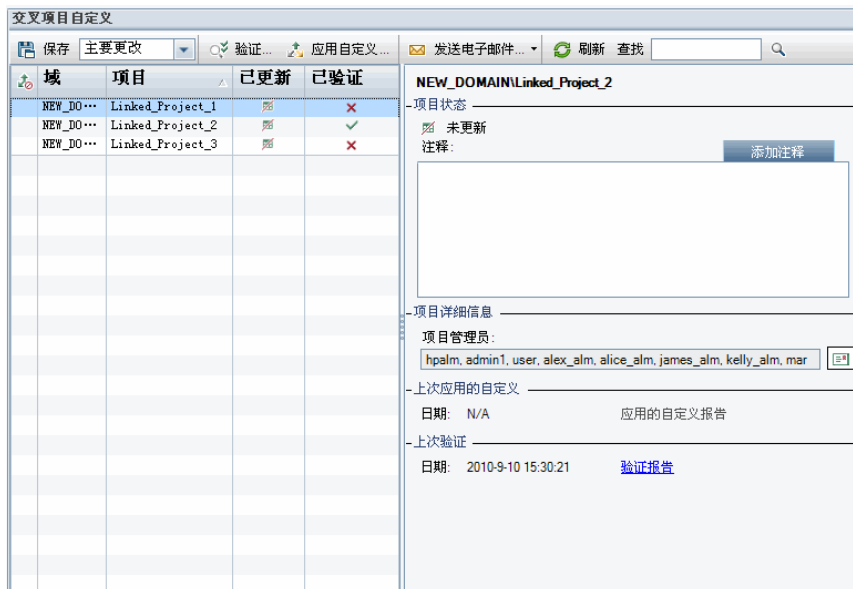 交叉项目自定义
保存 主要更改 验证... 应用自定义... 发送电子邮件... 刷新 查找
域 项目 已更新 已验证
NEW_DO... Linked_Project_1
NEW_DO... Linked_Project_2
NEW_DO... Linked_Project_3
NEW_DOMAIN\Linked_Project_2
项目状态
未更新
注释:
添加注释
项目详细信息
项目管理员:
hpalm, admin1, user, alex_alm, alice_alm, james_alm, kelly_alm, mar
上次应用的自定义
日期: N/A 应用的自定义报告
上次验证
日期: 2010-9-10 15:30:21 验证报告